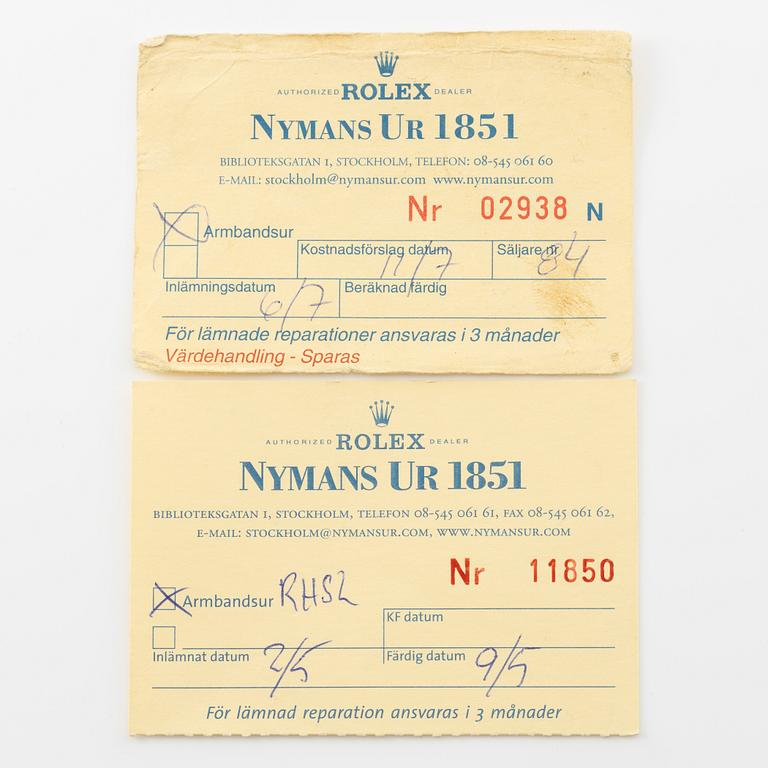 AUTHORIZED ROLEX DEALER
NYMANS UR 1851
BIBLIOTEKSGATAN 1, STOCKHOLM, TELEFON: 08-545 061 60
E-MAIL: stockholm@nymansur.com www.nymansur.com
Nr 02938 N
Armbandsur
Kostnadsförslag datum 11/7 Säljare nr 84
Inlämningsdatum 6/7 Beräknad färdig
För lämnade reparationer ansvaras i 3 månader
Värdehandling - Sparas
AUTHORIZED ROLEX DEALER
NYMANS UR 1851
BIBLIOTEKSGATAN 1, STOCKHOLM, TELEFON 08-545 061 61, FAX 08-545 061 62,
E-MAIL: STOCKHOLM@NYMANSUR.COM, WWW.NYMANSUR.COM
Nr 11850
Armbandsur
KF datum
Inlämnat datum 2/5 Färdig datum 9/5
För lämnad reparation ansvaras i 3 månader